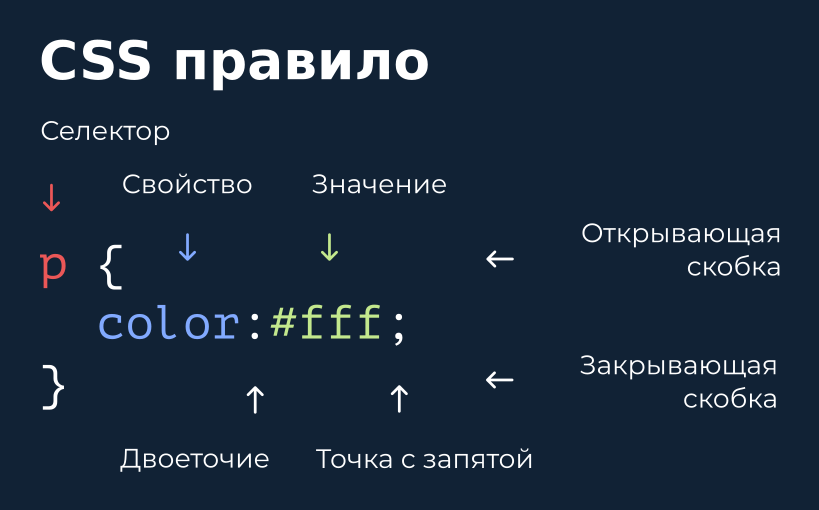 CSS правило
Селектор
Свойство Значение
↓
↓ ↓
Открывающая
скобка
p { ←
color:#fff;
Закрывающая
скобка
} ←
↑ ↑
Двоеточие Точка с запятой